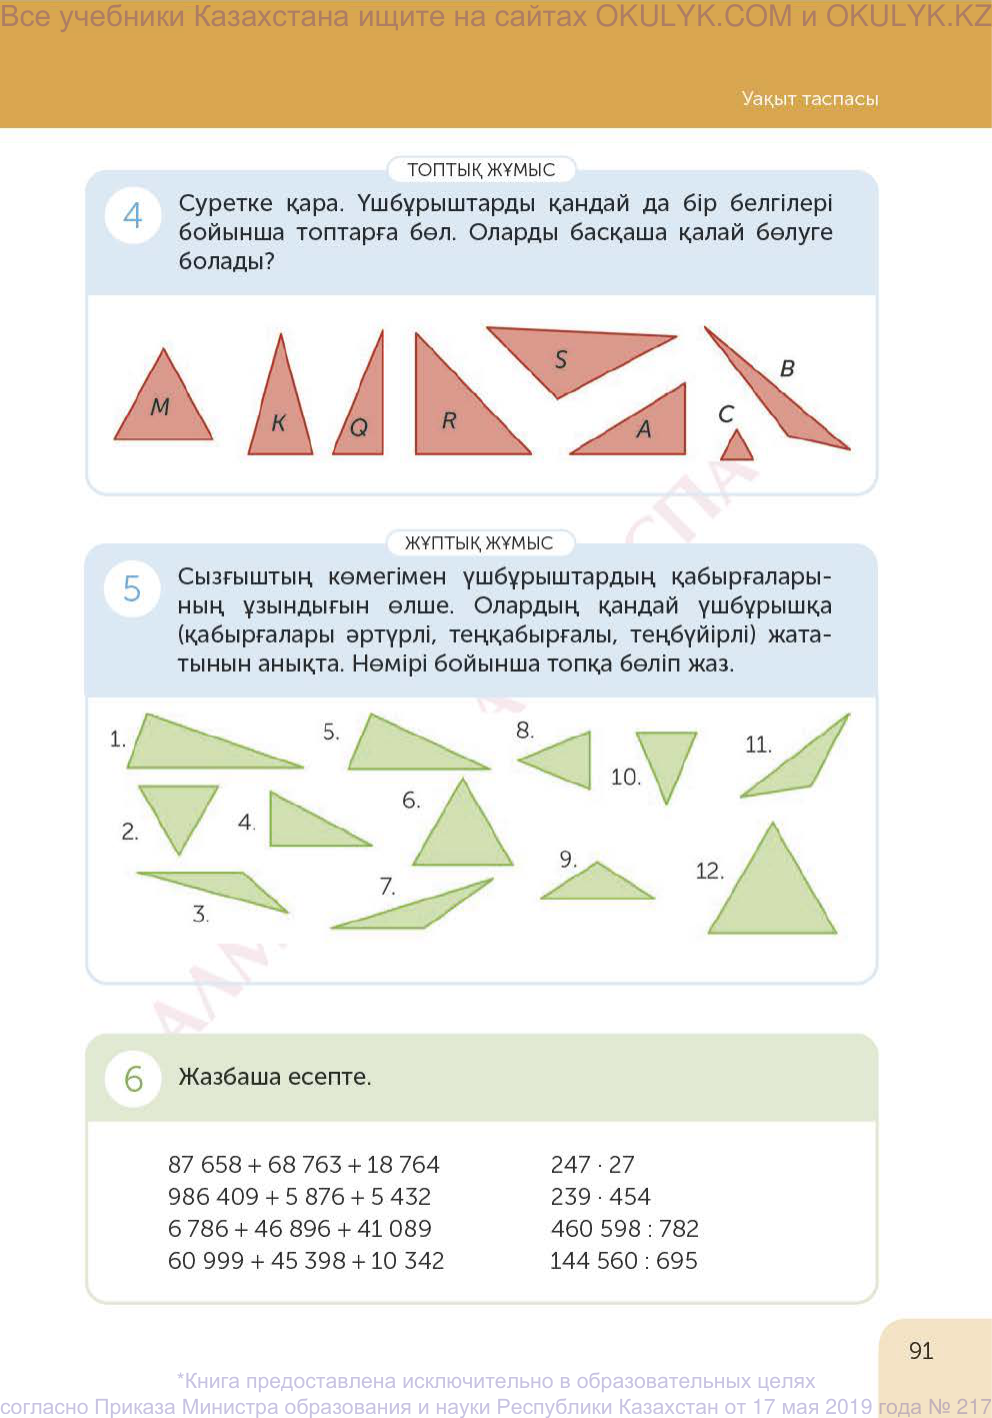 Все учебники Казахстана ищите на сайтах OKULYK.COM и OKULYK.KZ
Уақыт таспасы
ТОПТЫҚ ЖҰМЫС
4
Суретке қара. Үшбұрыштарды қандай да бір белгілері
бойынша топтарға бөл. Оларды басқаша қалай бөлуге
болады?
M
K
Q
R
S
A
C
B
ЖҰПТЫҚ ЖҰМЫС
5
Сызғыштың көмегімен үшбұрыштардың қабырғалары-
ның ұзындығын өлше. Олардың қандай үшбұрышқа
(қабырғалары әртүрлі, теңқабырғалы, теңбүйірлі) жата-
тынын анықта. Нөмірі бойынша топқа бөліп жаз.
1.
5.
8.
11.
10.
2.
4.
6.
9.
12.
7.
3.
6
Жазбаша есепте.
87 658 + 68 763 + 18 764
986 409 + 5 876 + 5 432
6 786 + 46 896 + 41 089
60 999 + 45 398 + 10 342
247 · 27
239 · 454
460 598 : 782
144 560 : 695
91
*Книга предоставлена исключительно в образовательных целях
согласно Приказа Министра образования и науки Республики Казахстан от 17 мая 2019 года № 217